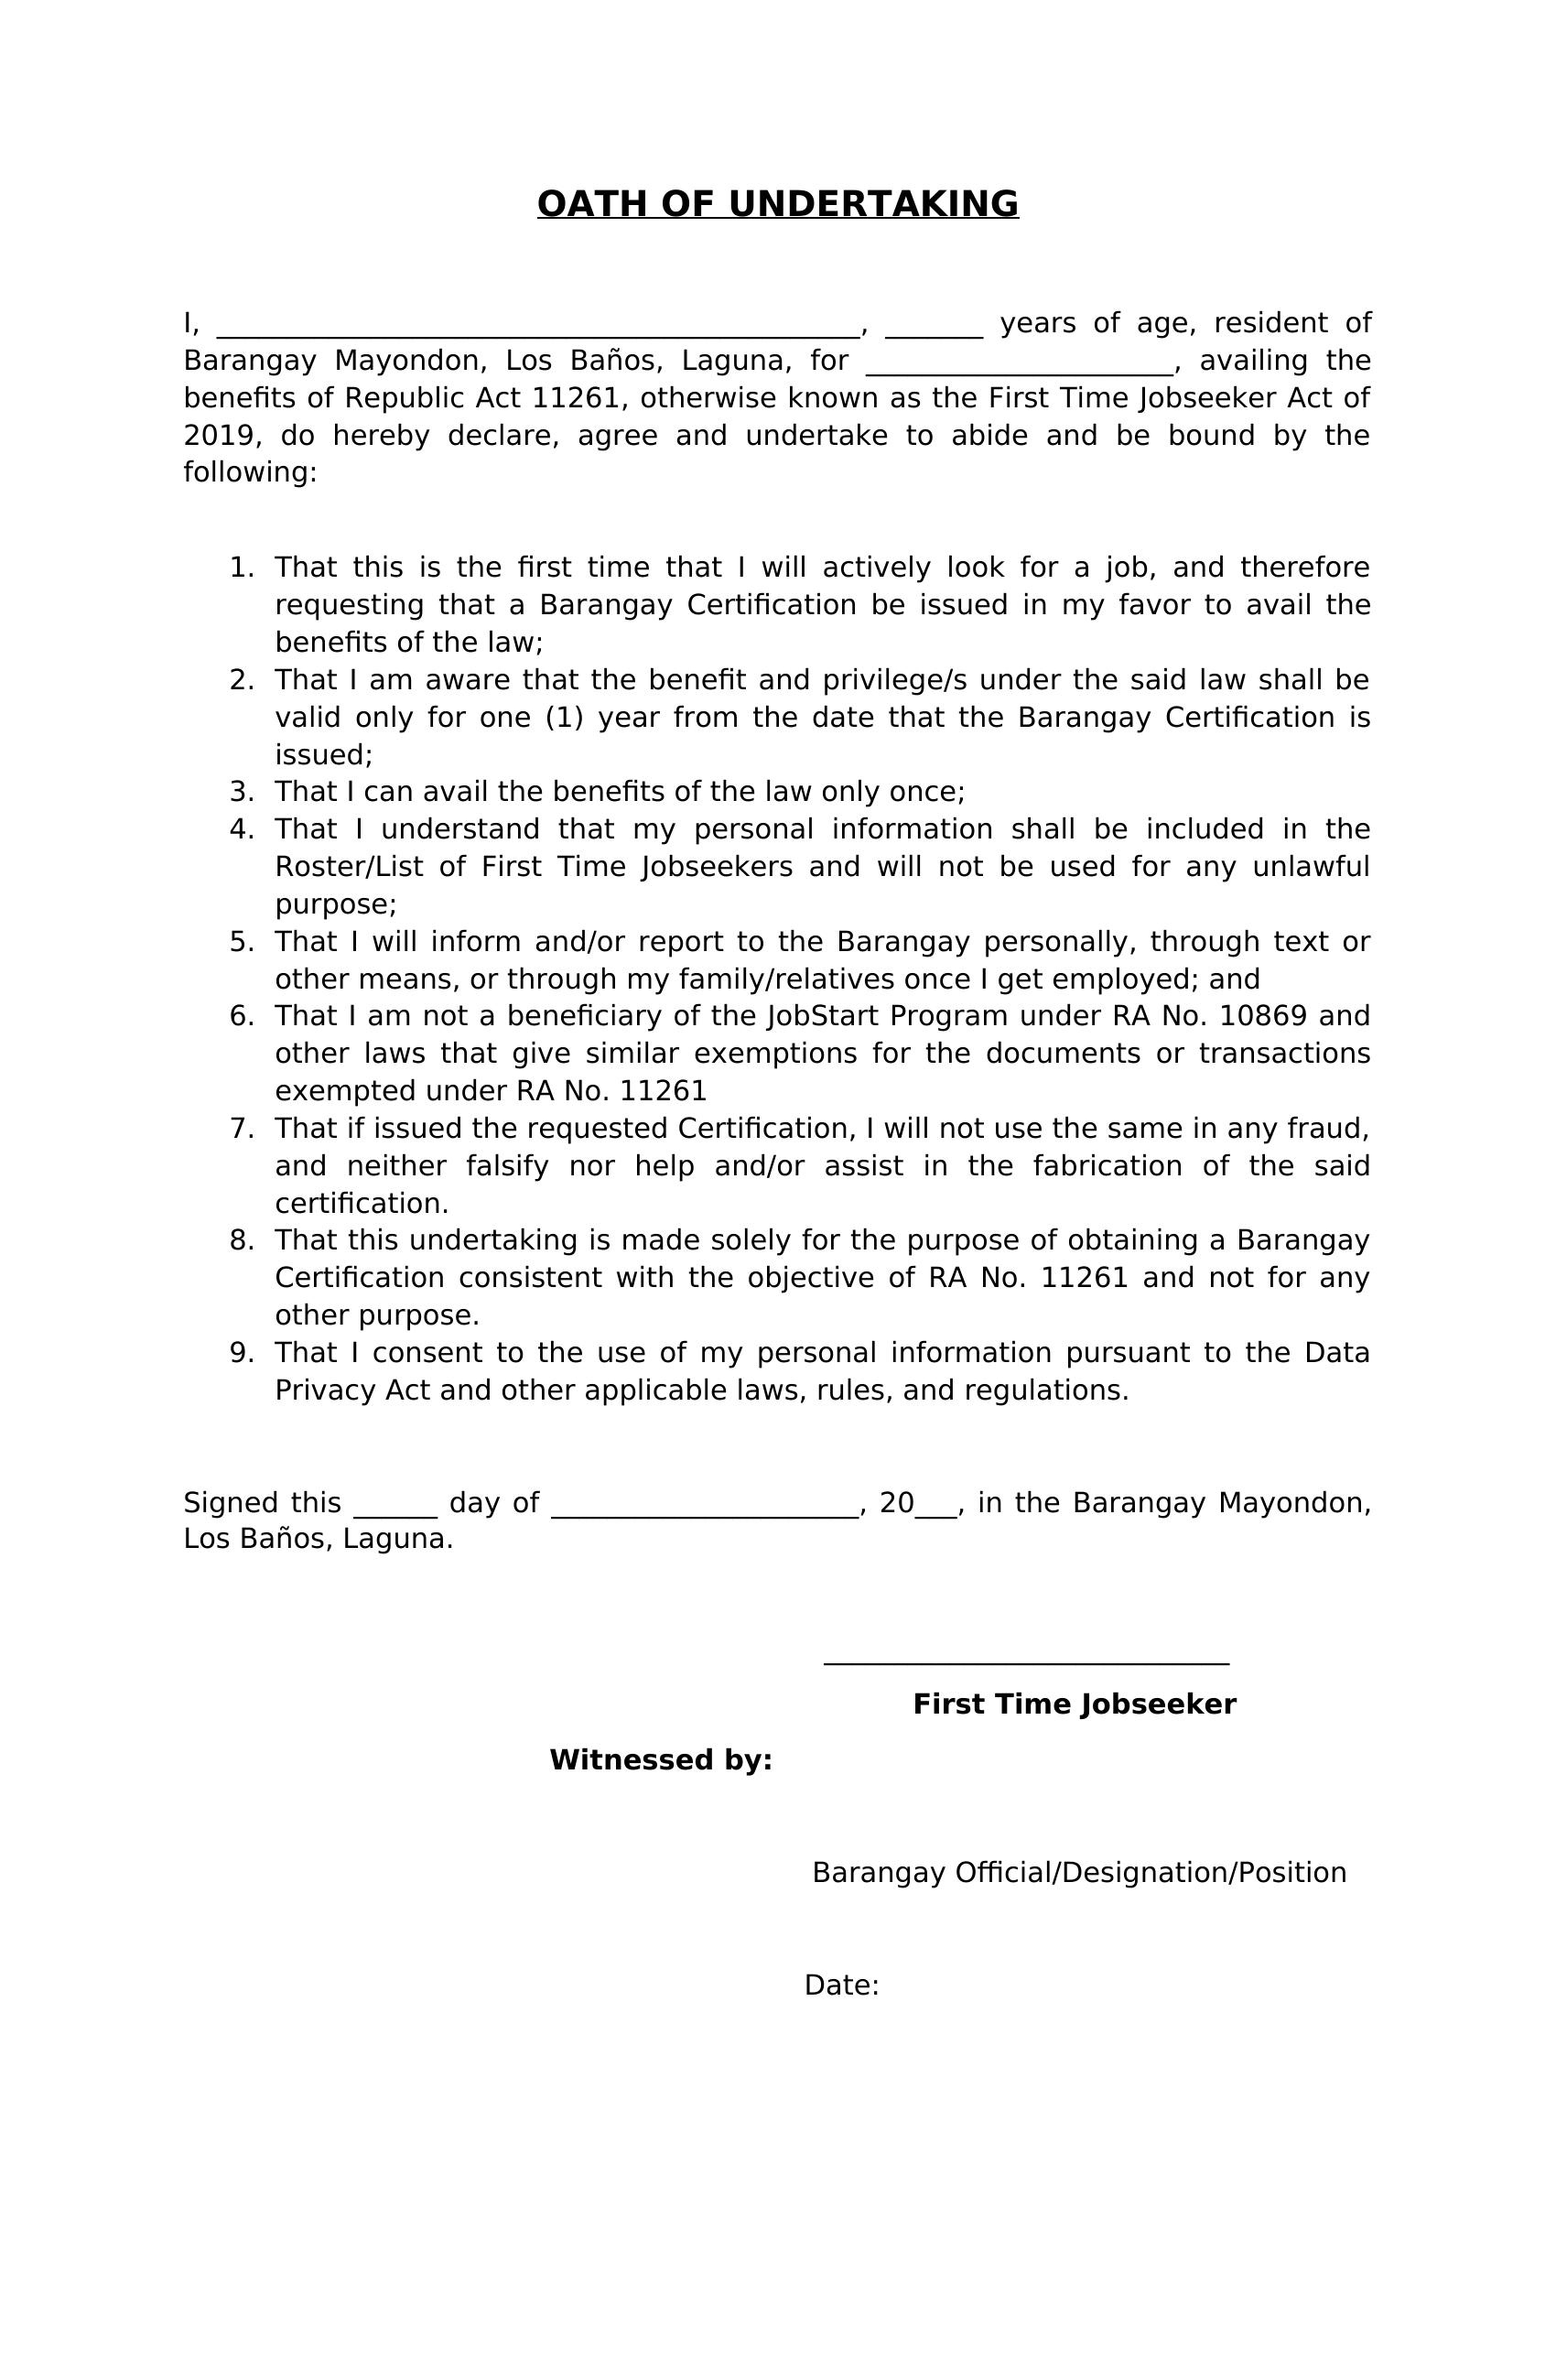 OATH OF UNDERTAKING
I, ______________________________________________, _______ years of age, resident of
Barangay Mayondon, Los Baños, Laguna, for ______________________, availing the
benefits of Republic Act 11261, otherwise known as the First Time Jobseeker Act of
2019, do hereby declare, agree and undertake to abide and be bound by the
following:
1. That this is the first time that I will actively look for a job, and therefore
requesting that a Barangay Certification be issued in my favor to avail the
benefits of the law;
2. That I am aware that the benefit and privilege/s under the said law shall be
valid only for one (1) year from the date that the Barangay Certification is
issued;
3. That I can avail the benefits of the law only once;
4. That I understand that my personal information shall be included in the
Roster/List of First Time Jobseekers and will not be used for any unlawful
purpose;
5. That I will inform and/or report to the Barangay personally, through text or
other means, or through my family/relatives once I get employed; and
6. That I am not a beneficiary of the JobStart Program under RA No. 10869 and
other laws that give similar exemptions for the documents or transactions
exempted under RA No. 11261
7. That if issued the requested Certification, I will not use the same in any fraud,
and neither falsify nor help and/or assist in the fabrication of the said
certification.
8. That this undertaking is made solely for the purpose of obtaining a Barangay
Certification consistent with the objective of RA No. 11261 and not for any
other purpose.
9. That I consent to the use of my personal information pursuant to the Data
Privacy Act and other applicable laws, rules, and regulations.
Signed this ______ day of ______________________, 20___, in the Barangay Mayondon,
Los Baños, Laguna.
_____________________________
First Time Jobseeker
Witnessed by:
Barangay Official/Designation/Position
Date: